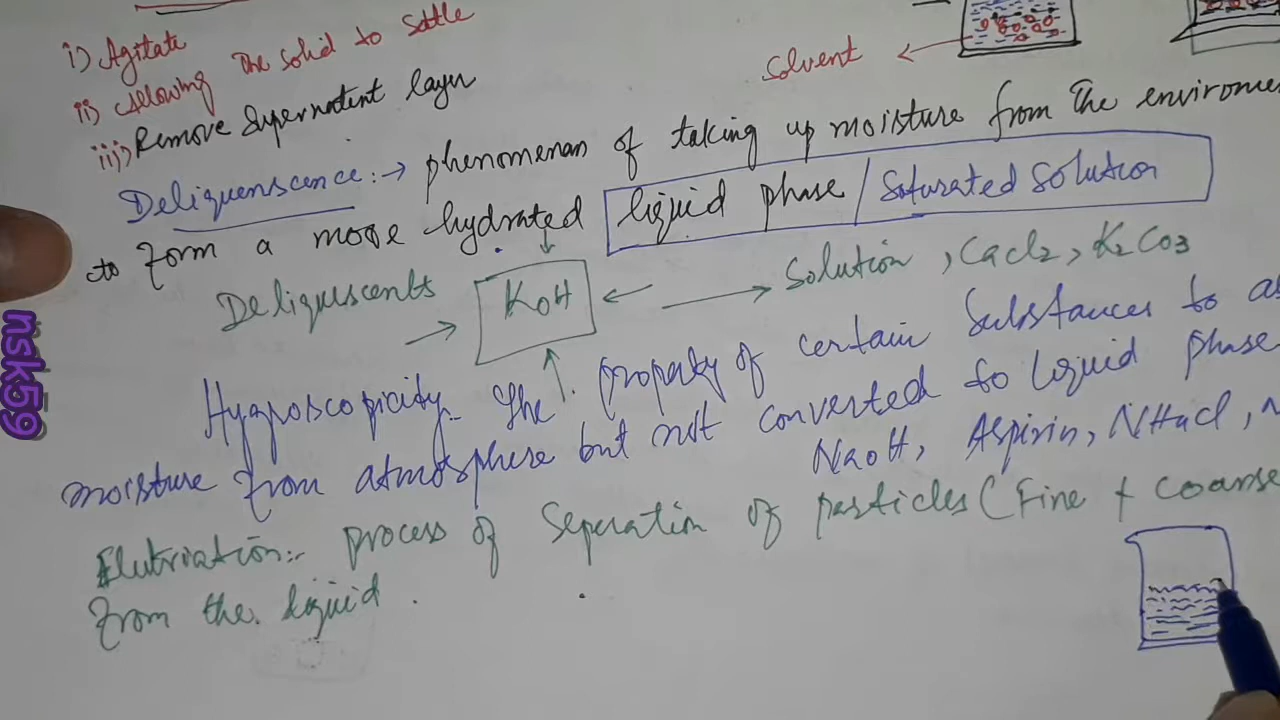 i) Agitate
ii) Allowing The solid to Settle
iii) Remove Supernatent layer
Solvent
Deliquenscence :→ phenomenan of taking up moisture from The environme
to form a more hydrated liquid phase / Saturated Solution
Deliquescents → KOH ← → Solution, CaCl2, K2CO3
Hygroscopicity - The property of certain Substances to a
moisture from atmosphere but not converted to liquid phase
NaOH, Aspirin, NH4Cl,
Elutriation:- process of Seperation of particles (Fine + Coarse
from the liquid.
nsk59